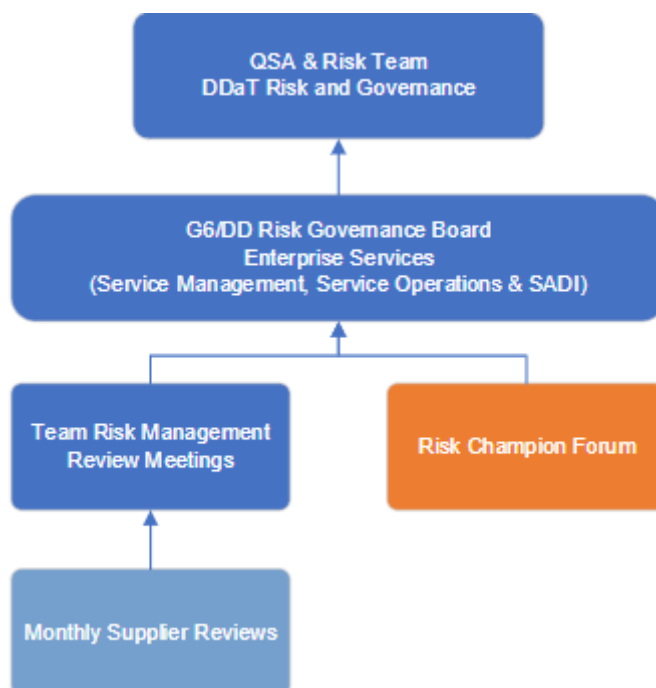 QSA & Risk Team
DDaT Risk and Governance
G6/DD Risk Governance Board
Enterprise Services
(Service Management, Service Operations & SADI)
Team Risk Management
Review Meetings
Risk Champion Forum
Monthly Supplier Reviews